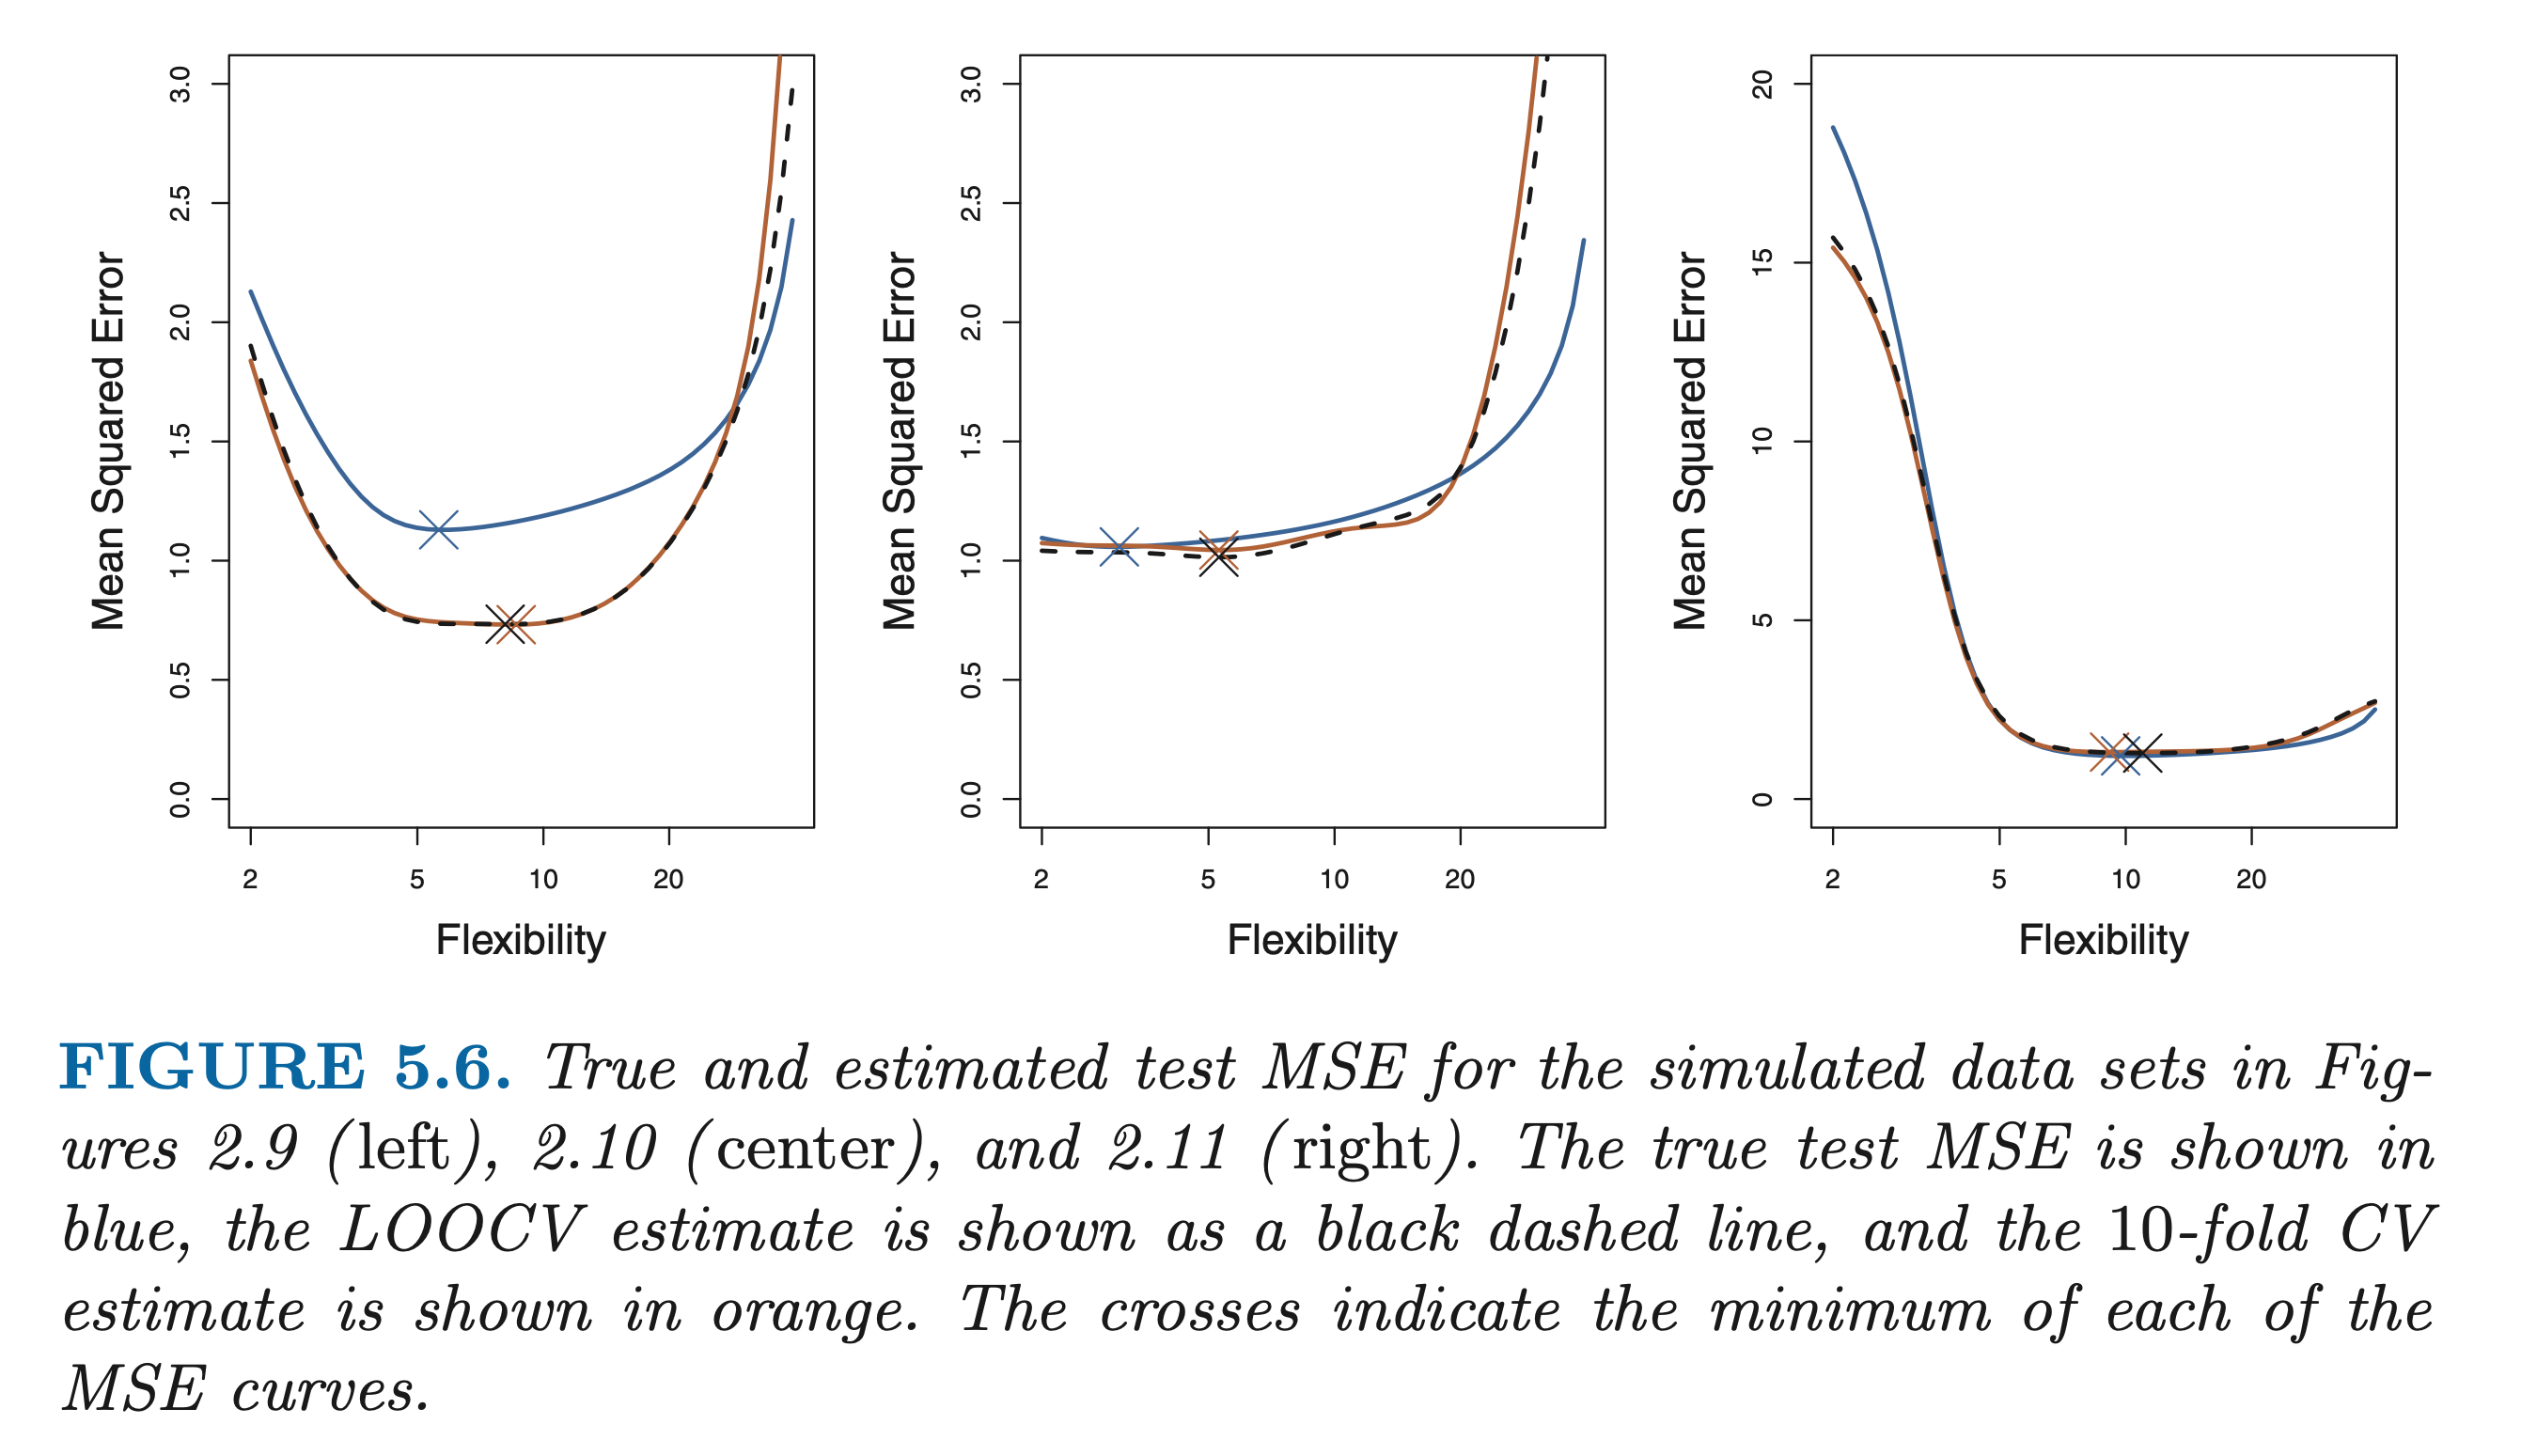 3.0
2.5
2.0
1.5
1.0
0.5
0.0
Mean Squared Error
2 5 10 20
Flexibility
3.0
2.5
2.0
1.5
1.0
0.5
0.0
Mean Squared Error
2 5 10 20
Flexibility
20
15
10
5
0
Mean Squared Error
2 5 10 20
Flexibility
FIGURE 5.6. True and estimated test MSE for the simulated data sets in Fig-
ures 2.9 (left), 2.10 (center), and 2.11 (right). The true test MSE is shown in
blue, the LOOCV estimate is shown as a black dashed line, and the 10-fold CV
estimate is shown in orange. The crosses indicate the minimum of each of the
MSE curves.